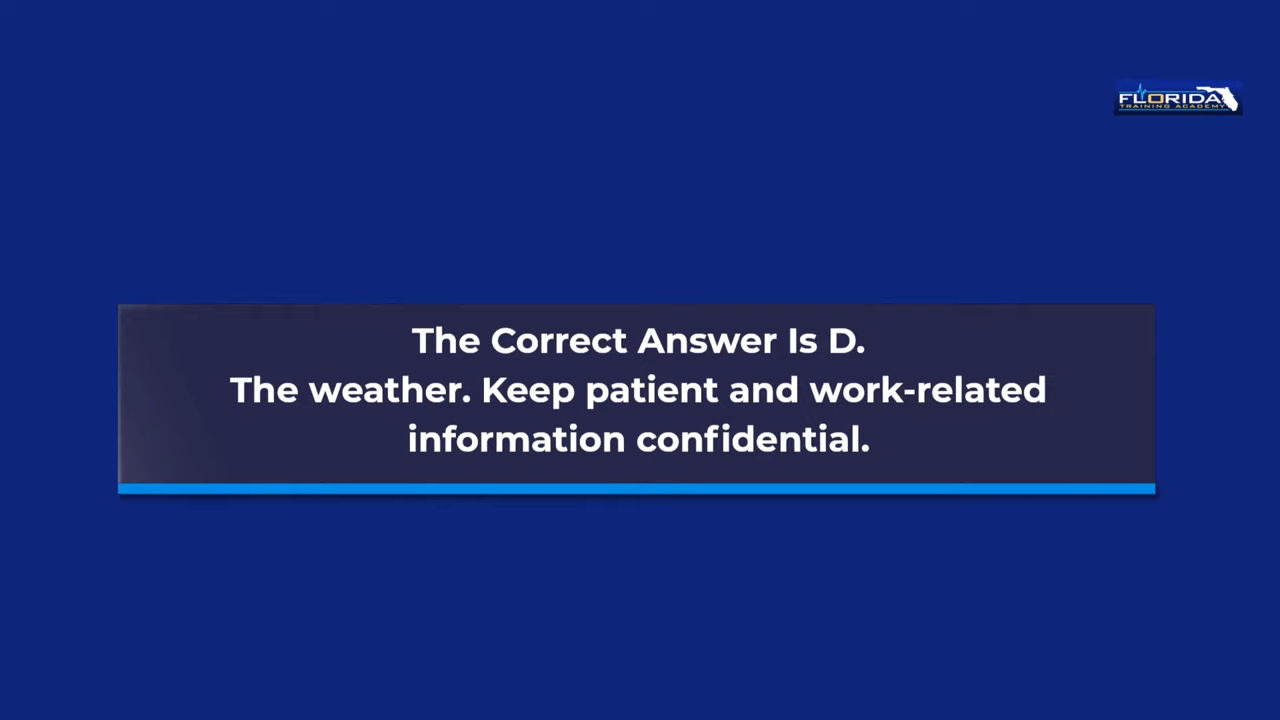 FLORIDA
TRAINING ACADEMY
The Correct Answer Is D.
The weather. Keep patient and work-related
information confidential.